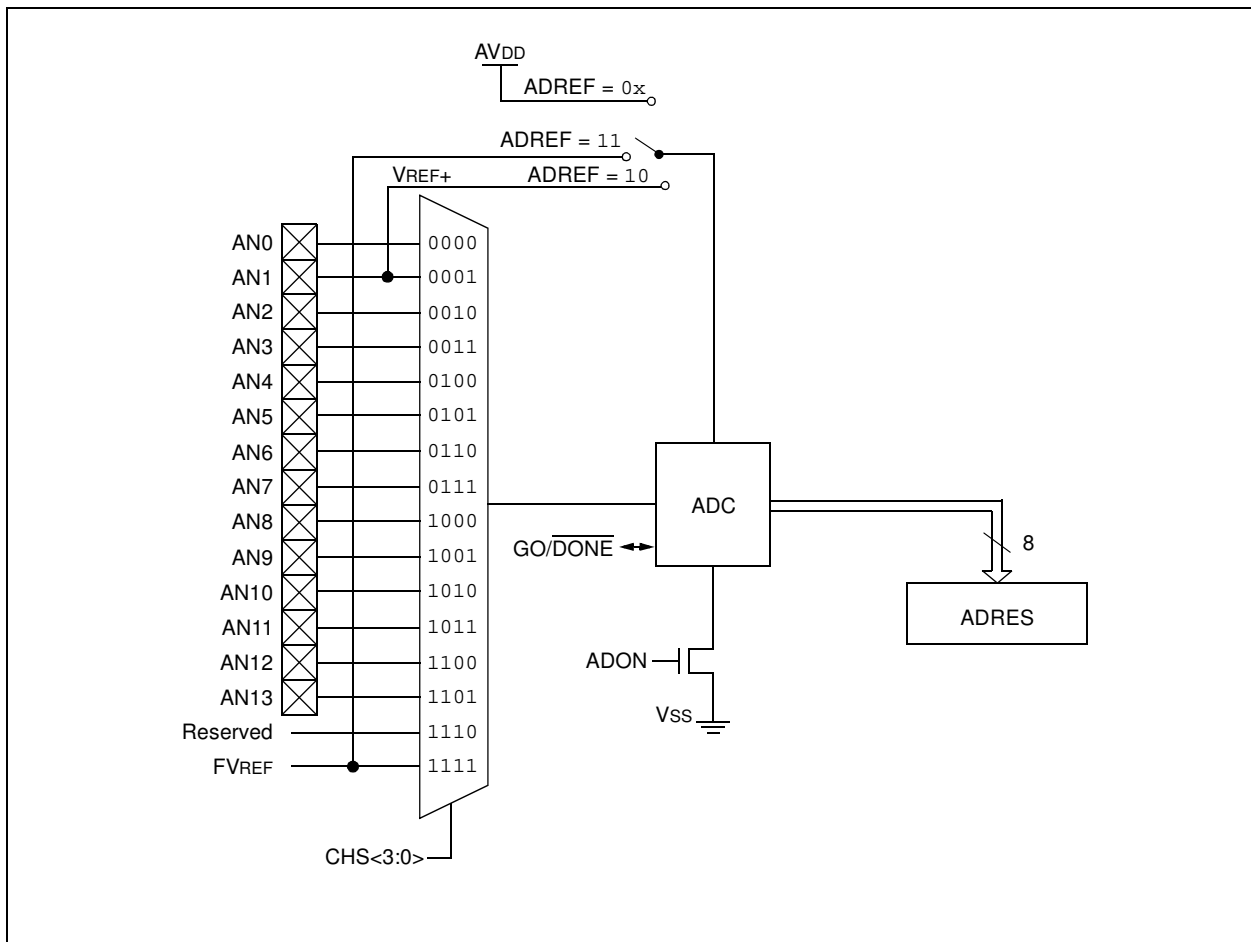 AVDD
ADREF = 0x
ADREF = 11
VREF+ ADREF = 10
AN0 0000
AN1 0001
AN2 0010
AN3 0011
AN4 0100
AN5 0101
AN6 0110
AN7 0111
AN8 1000
AN9 1001
AN10 1010
AN11 1011
AN12 1100
AN13 1101
Reserved 1110
FVREF 1111
CHS<3:0>
ADC
GO/DONE
8
ADRES
ADON
VSS